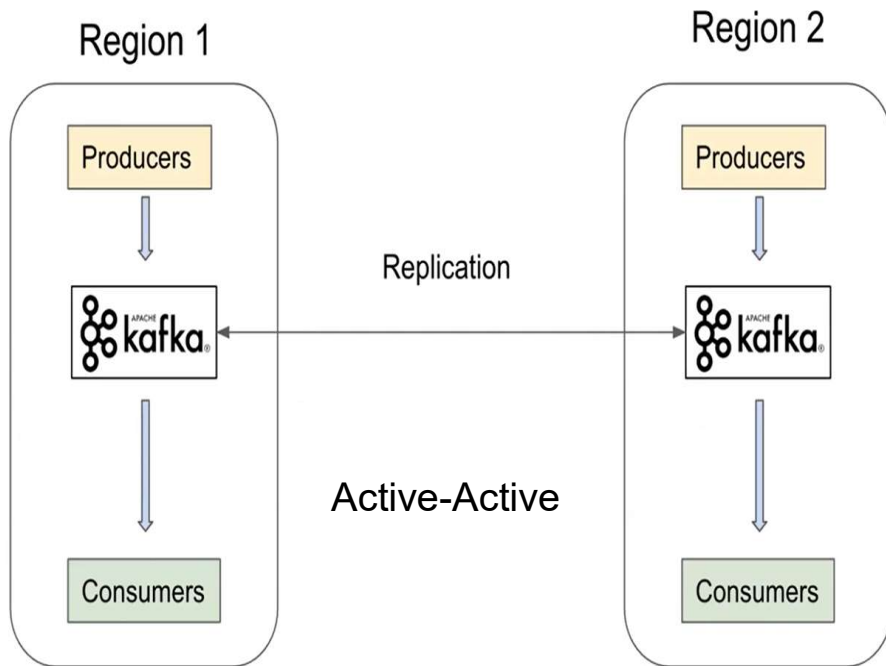 Region 1
Region 2
Producers
Producers
Replication
APACHE
kafka®
APACHE
kafka®
Active-Active
Consumers
Consumers